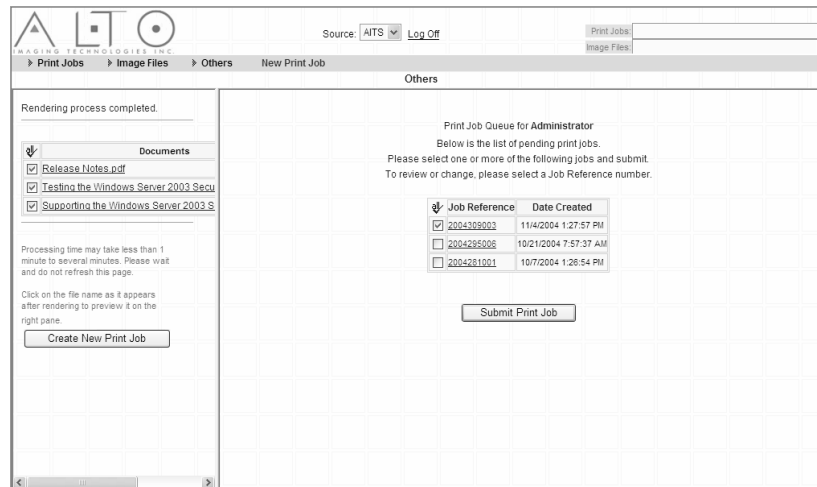 ALTO
IMAGING TECHNOLOGIES INC.
Source: AITS Log Off
Print Jobs:
Image Files:
Print Jobs Image Files Others New Print Job
Others
Rendering process completed.
Documents
Release Notes.pdf
Testing the Windows Server 2003 Secu
Supporting the Windows Server 2003 S
Processing time may take less than 1
minute to several minutes. Please wait
and do not refresh this page.
Click on the file name as it appears
after rendering to preview it on the
right pane.
Create New Print Job
Print Job Queue for Administrator
Below is the list of pending print jobs.
Please select one or more of the following jobs and submit.
To review or change, please select a Job Reference number.
Job Reference Date Created
2004309003 11/4/2004 1:27:57 PM
2004295006 10/21/2004 7:57:37 AM
2004281001 10/7/2004 1:26:54 PM
Submit Print Job